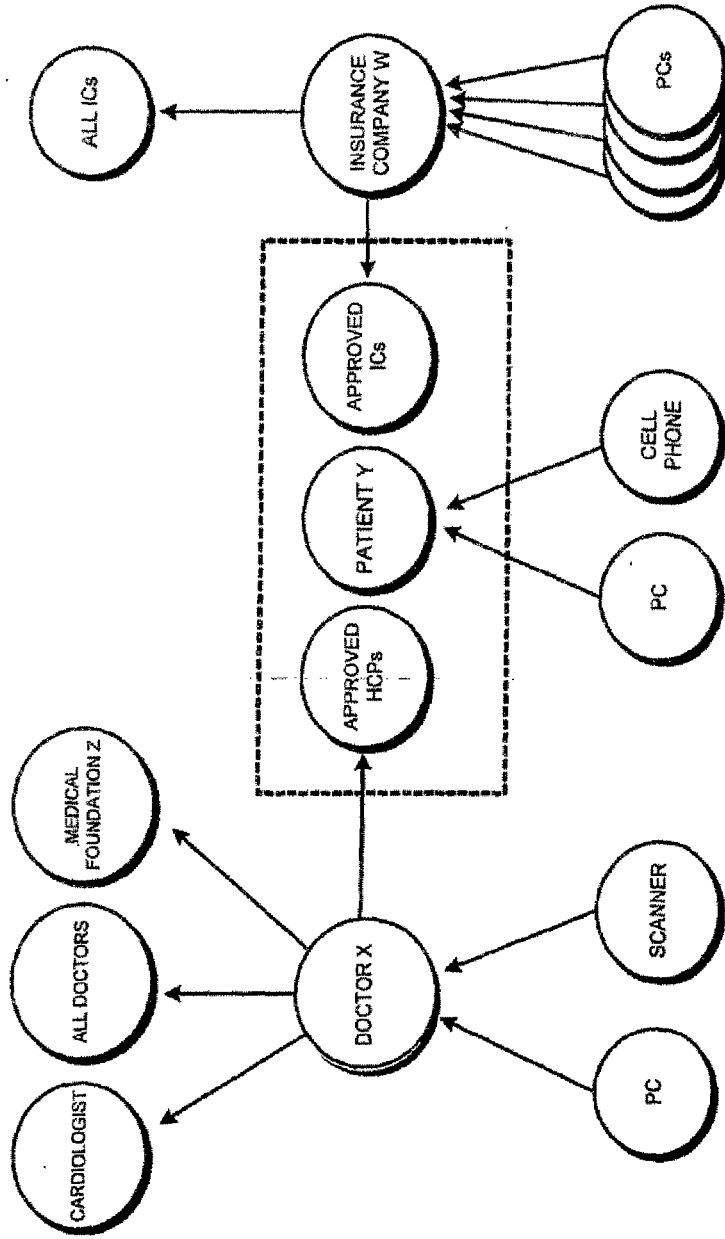 CARDIOLOGIST
ALL DOCTORS
MEDICAL
FOUNDATION Z
ALL ICs
DOCTOR X
APPROVED
HCPs
PATIENT Y
APPROVED
ICs
INSURANCE
COMPANY W
PC
SCANNER
PC
CELL
PHONE
PCs